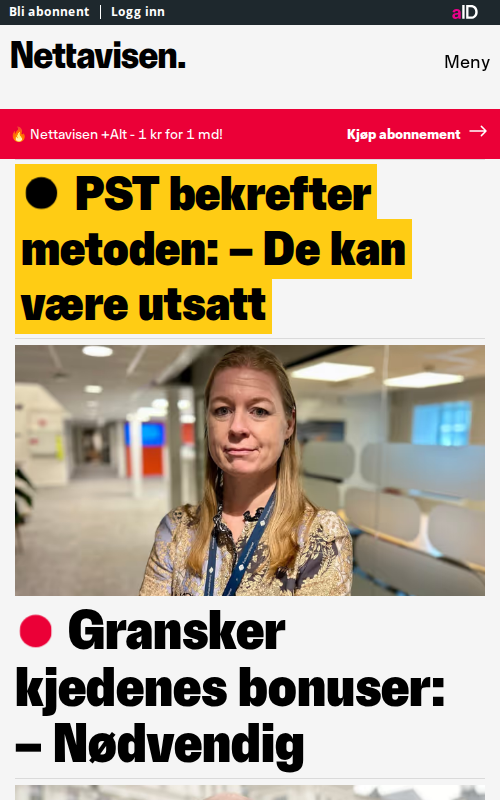 Bli abonnent | Logg inn
aID
Nettavisen.
Meny
🔥 Nettavisen +Alt - 1 kr for 1 md!
Kjøp abonnement →
PST bekrefter
metoden: – De kan
være utsatt
Gransker
kjedenes bonuser:
– Nødvendig